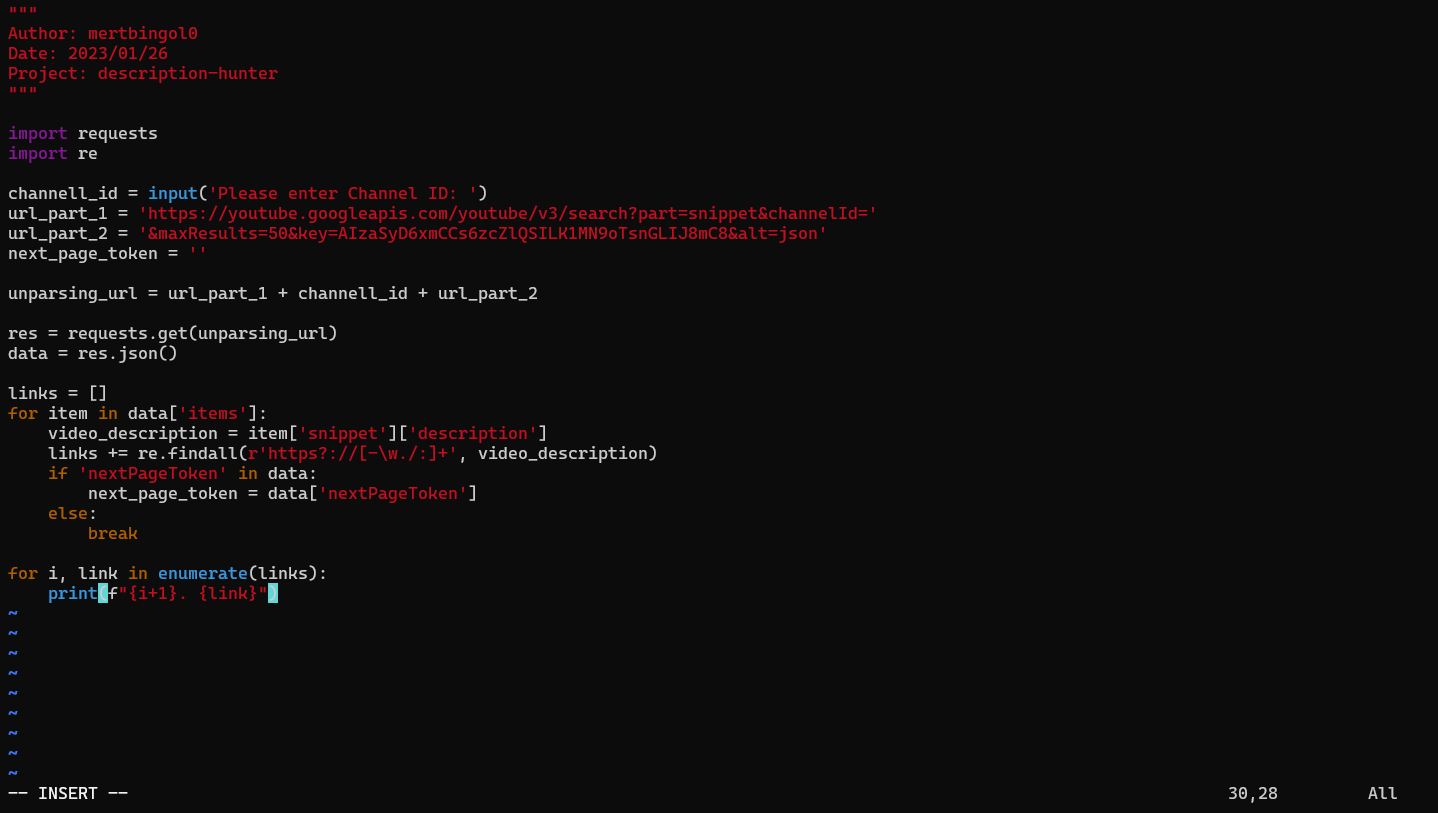 """
Author: mertbingol0
Date: 2023/01/26
Project: description-hunter
"""
import requests
import re
channell_id = input('Please enter Channel ID: ')
url_part_1 = 'https://youtube.googleapis.com/youtube/v3/search?part=snippet&channelId='
url_part_2 = '&maxResults=50&key=AIzaSyD6xmCCs6zcZlQSILK1MN9oTsnGLIJ8mC8&alt=json'
next_page_token = ''
unparsing_url = url_part_1 + channell_id + url_part_2
res = requests.get(unparsing_url)
data = res.json()
links = []
for item in data['items']:
    video_description = item['snippet']['description']
    links += re.findall(r'https?://[-\w./:]+', video_description)
    if 'nextPageToken' in data:
        next_page_token = data['nextPageToken']
    else:
        break
for i, link in enumerate(links):
    print(f"{i+1}. {link}")
~
~
~
~
~
~
~
~
~
-- INSERT -- 30,28 All